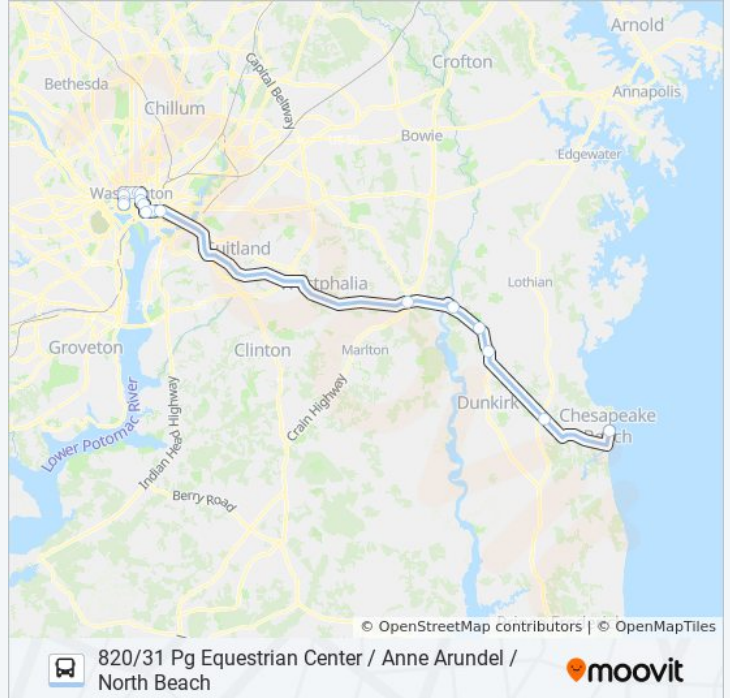 Arnold
Crofton
Bethesda
Capital Beltway
Annapolis
Chillum
Bowie
Edgewater
Washington
Suitland
Westphalia
Lothian
Groveton
Clinton
Marlton
Crain Highway
Dunkirk
Chesapeake
Beach
Lower Potomac River
Indian Head Highway
Berry Road
© OpenStreetMap contributors | © OpenMapTiles
820/31 Pg Equestrian Center / Anne Arundel /
North Beach
moovit